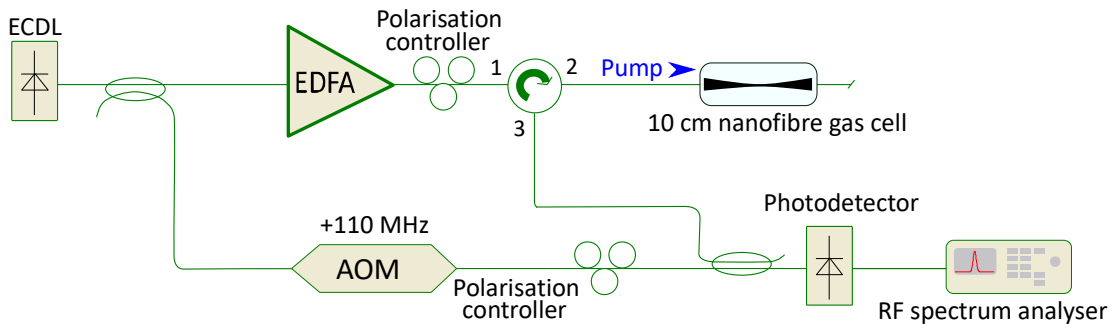 ECDL
Polarisation
controller
EDFA
1
2
3
Pump
10 cm nanofibre gas cell
+110 MHz
AOM
Polarisation
controller
Photodetector
RF spectrum analyser